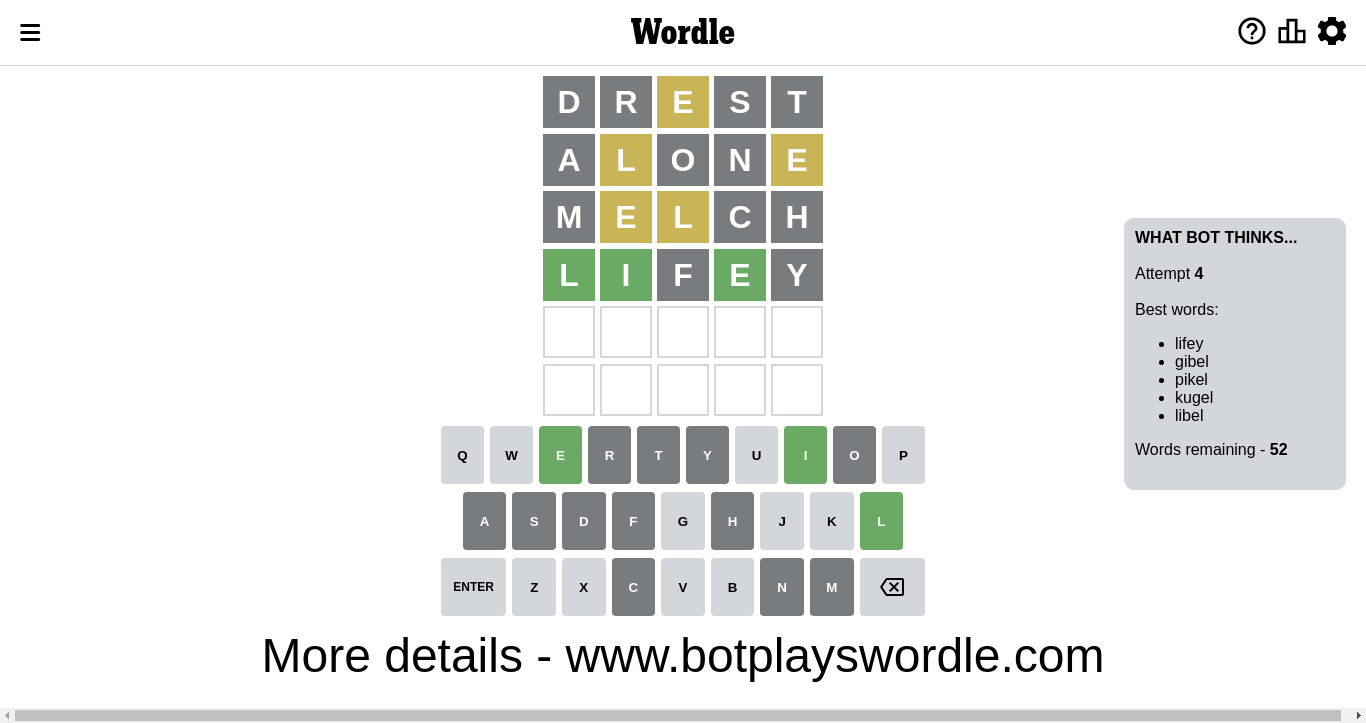 Wordle
D R E S T
A L O N E
M E L C H
L I F E Y
WHAT BOT THINKS...
Attempt 4
Best words:
• lifey
• gibel
• pikel
• kugel
• libel
Words remaining - 52
Q W E R T Y U I O P
A S D F G H J K L
ENTER Z X C V B N M
More details - www.botplayswordle.com